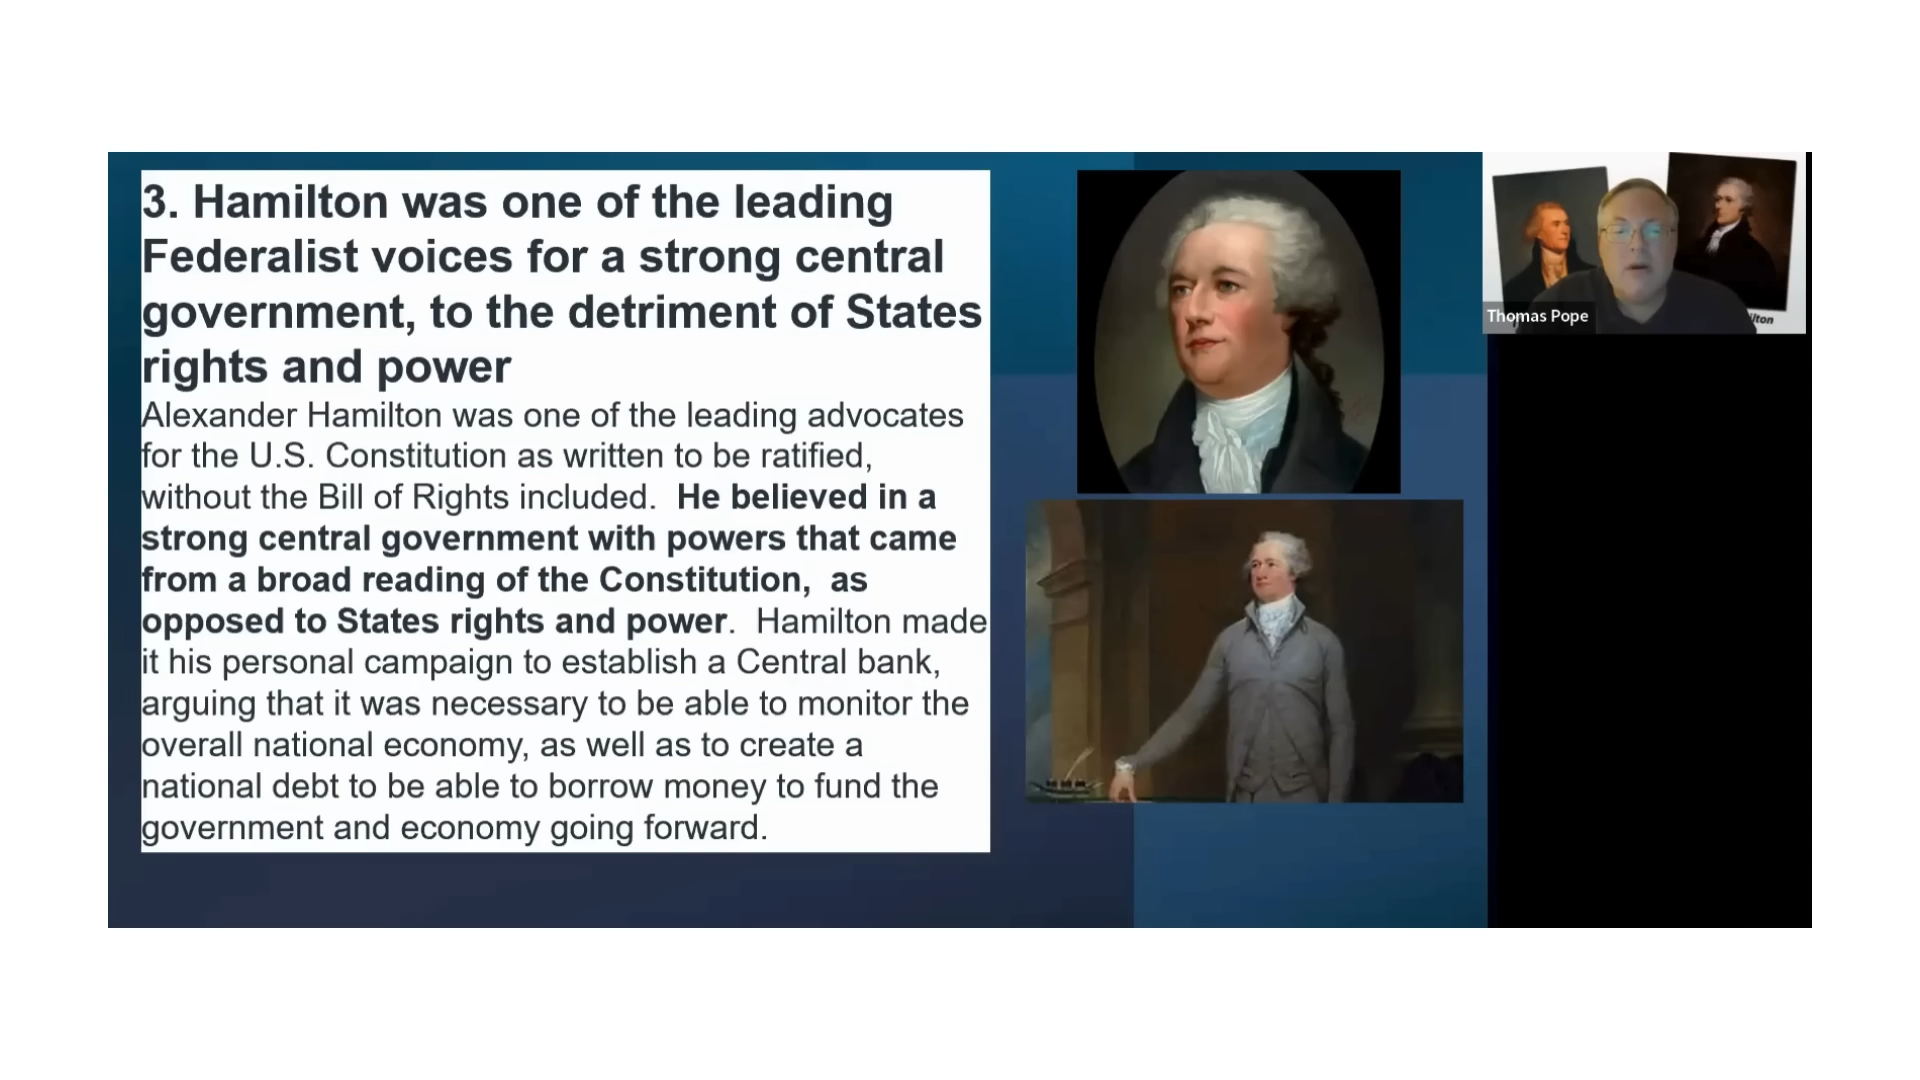 3. Hamilton was one of the leading
Federalist voices for a strong central
government, to the detriment of States
rights and power
Alexander Hamilton was one of the leading advocates
for the U.S. Constitution as written to be ratified,
without the Bill of Rights included.  He believed in a
strong central government with powers that came
from a broad reading of the Constitution,  as
opposed to States rights and power.  Hamilton made
it his personal campaign to establish a Central bank,
arguing that it was necessary to be able to monitor the
overall national economy, as well as to create a
national debt to be able to borrow money to fund the
government and economy going forward.
Thomas Pope